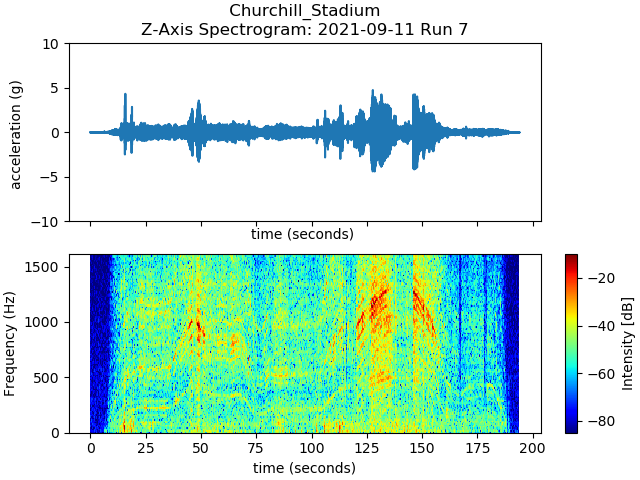 Churchill_Stadium
Z-Axis Spectrogram: 2021-09-11 Run 7
10
5
0
−5
−10
acceleration (g)
time (seconds)
1500
1000
500
0
Frequency (Hz)
0 25 50 75 100 125 150 175 200
time (seconds)
−20
−40
−60
−80
Intensity [dB]